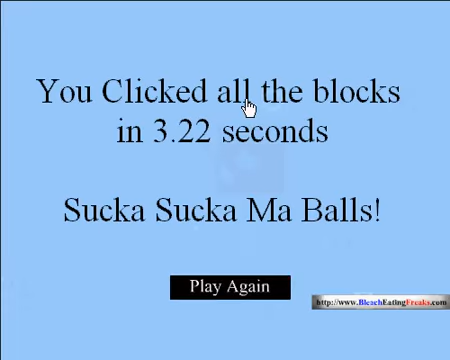 You Clicked all the blocks
in 3.22 seconds
Sucka Sucka Ma Balls!
Play Again
http://www.BleachEatingFreaks.com